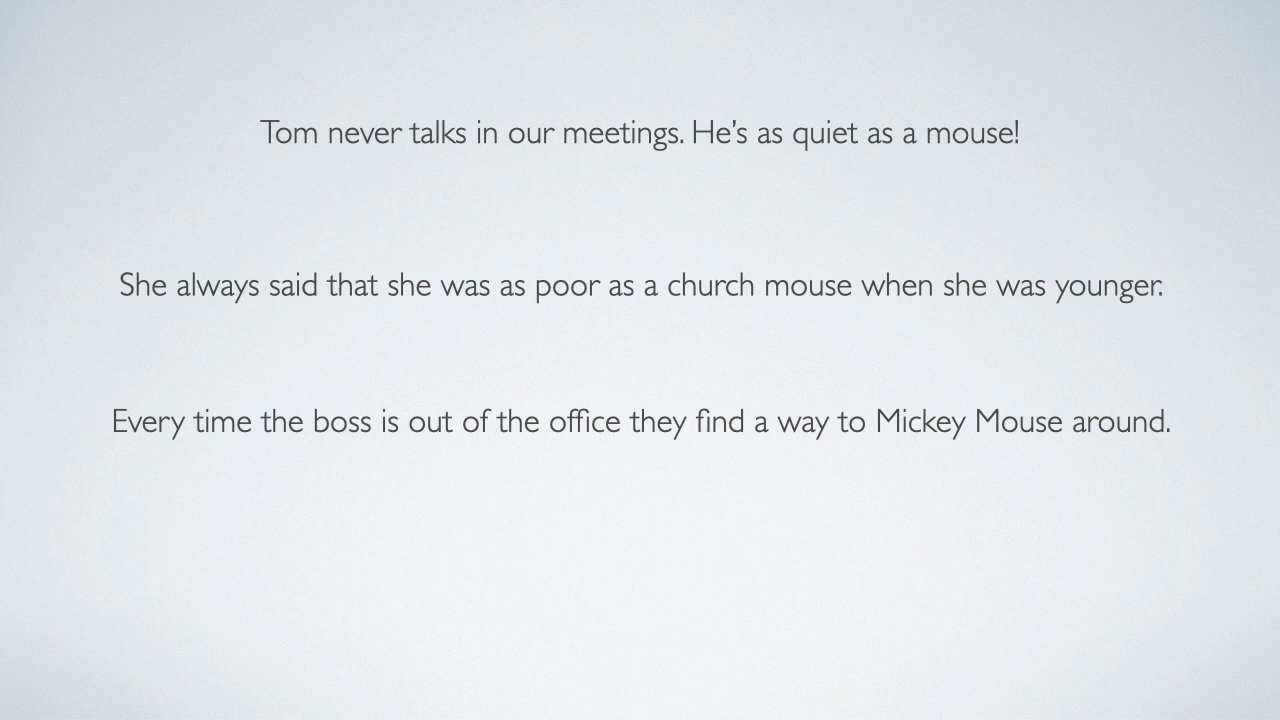 Tom never talks in our meetings. He’s as quiet as a mouse!
She always said that she was as poor as a church mouse when she was younger.
Every time the boss is out of the office they find a way to Mickey Mouse around.